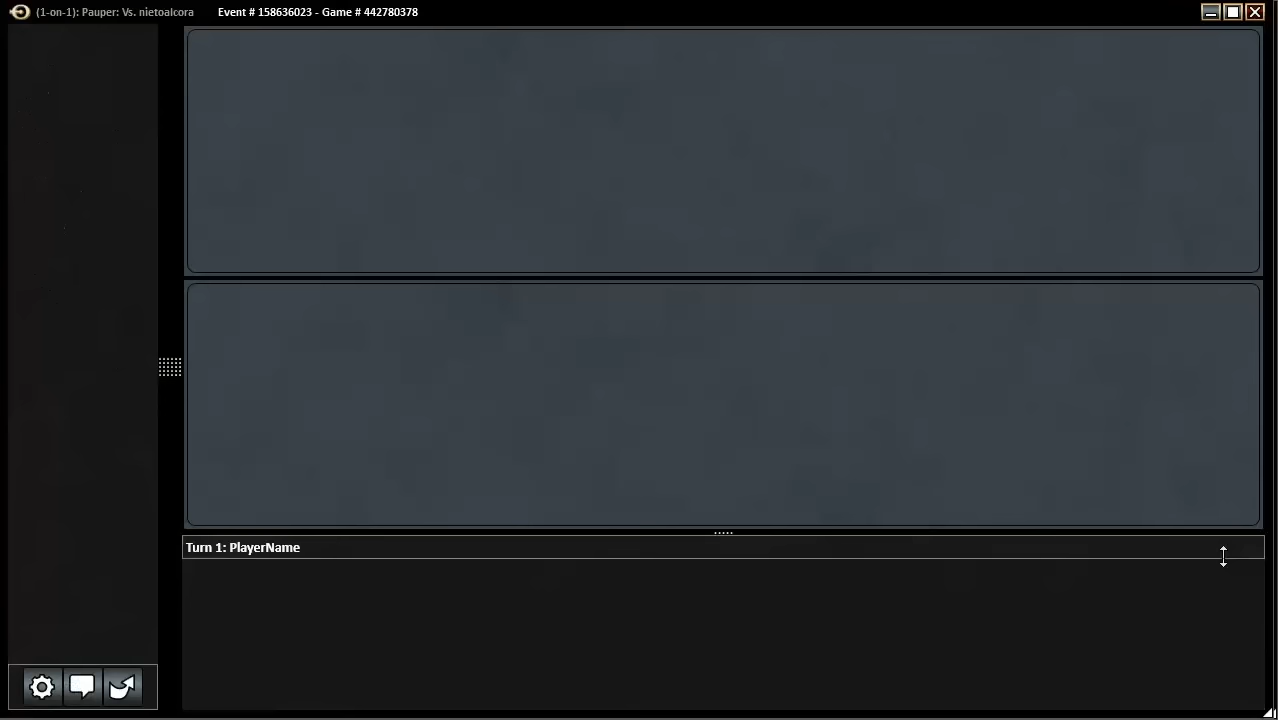 (1-on-1): Pauper: Vs. nietoalcora
Event # 158636023 - Game # 442780378
Turn 1: PlayerName